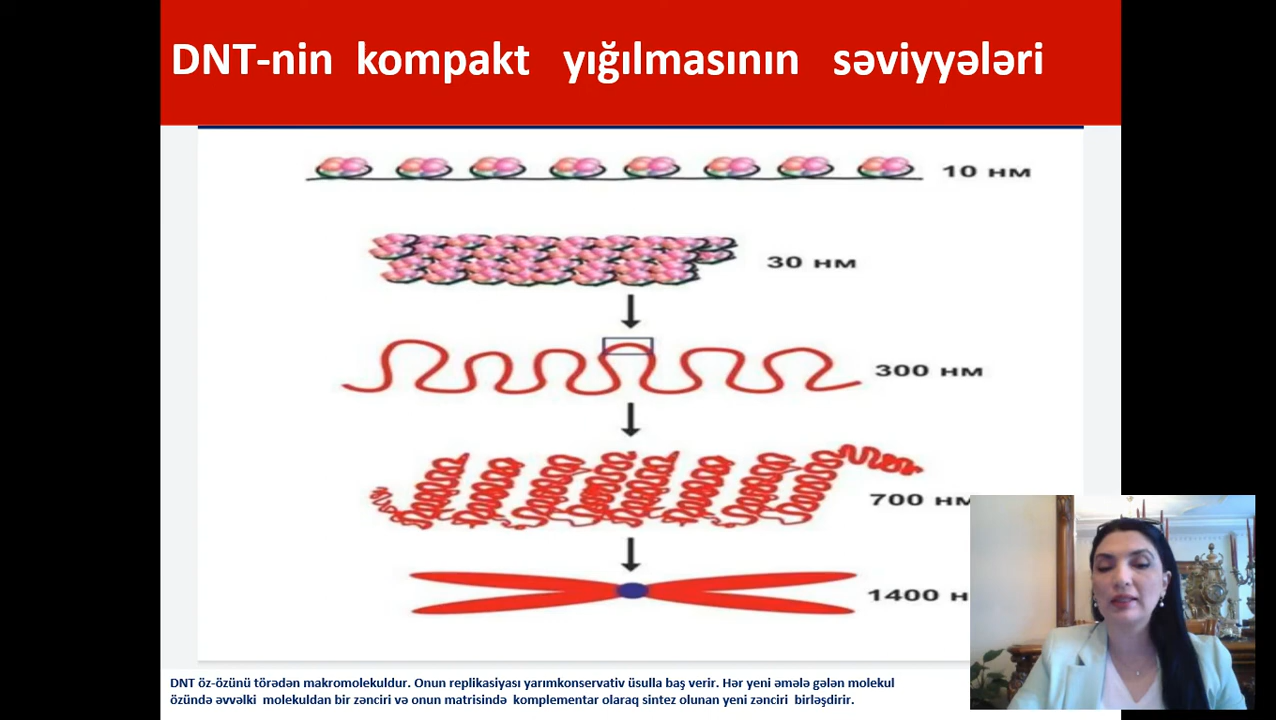 DNT-nin kompakt yığılmasının səviyyələri
10 нм
30 нм
300 нм
700 нм
1400 н
DNT öz-özünü törədən makromolekuldur. Onun replikasiyası yarımkonservativ üsulla baş verir. Hər yeni əmələ gələn molekul
özündə əvvəlki molekuldan bir zənciri və onun matrisində komplementar olaraq sintez olunan yeni zənciri birləşdirir.